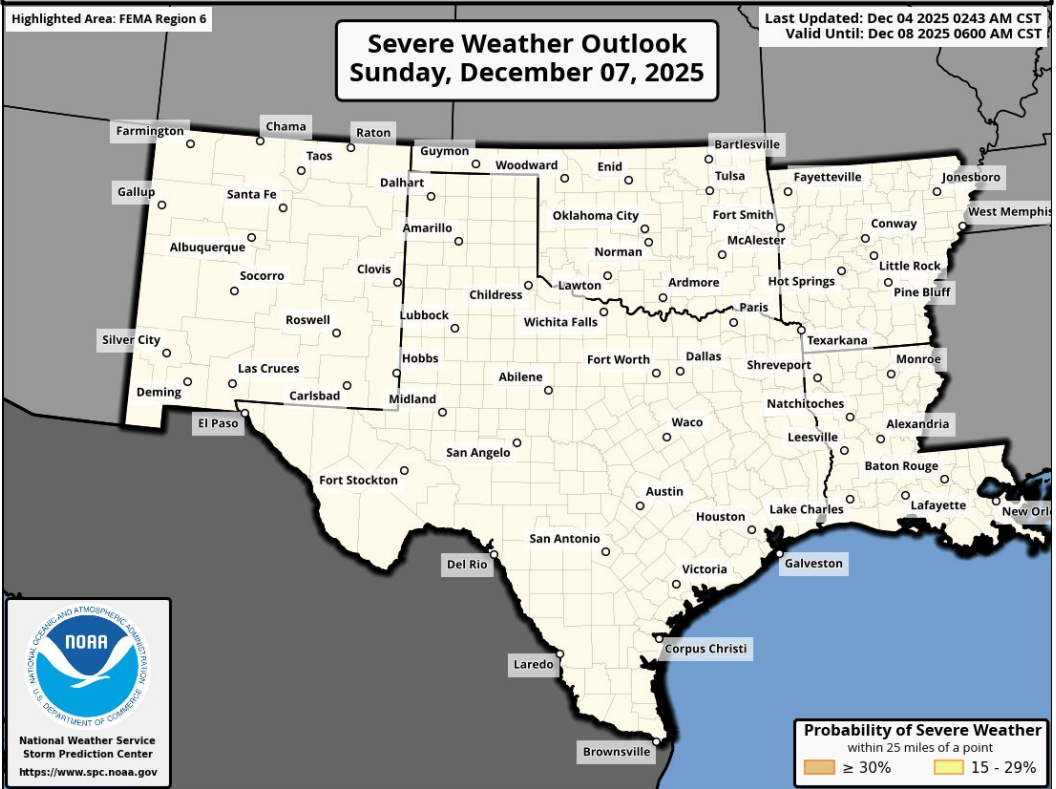 Highlighted Area: FEMA Region 6
Severe Weather Outlook
Sunday, December 07, 2025
Last Updated: Dec 04 2025 0243 AM CST
Valid Until: Dec 08 2025 0600 AM CST
Farmington
Chama
Raton
Taos
Guymon
Woodward
Enid
Bartlesville
Tulsa
Fayetteville
Jonesboro
Gallup
Santa Fe
Dalhart
Oklahoma City
Fort Smith
Conway
West Memphis
Albuquerque
Amarillo
Norman
McAlester
Little Rock
Socorro
Clovis
Childress
Lawton
Ardmore
Hot Springs
Pine Bluff
Roswell
Lubbock
Wichita Falls
Paris
Texarkana
Silver City
Las Cruces
Hobbs
Abilene
Fort Worth
Dallas
Shreveport
Monroe
Deming
Carlsbad
Midland
Natchitoches
El Paso
San Angelo
Waco
Leesville
Alexandria
Fort Stockton
Austin
Houston
Lake Charles
Baton Rouge
Lafayette
New Orl
Del Rio
San Antonio
Victoria
Galveston
Laredo
Corpus Christi
Brownsville
NATIONAL OCEANIC AND ATMOSPHERIC ADMINISTRATION
NOAA
U.S. DEPARTMENT OF COMMERCE
National Weather Service
Storm Prediction Center
https://www.spc.noaa.gov
Probability of Severe Weather
within 25 miles of a point
≥ 30%
15 - 29%